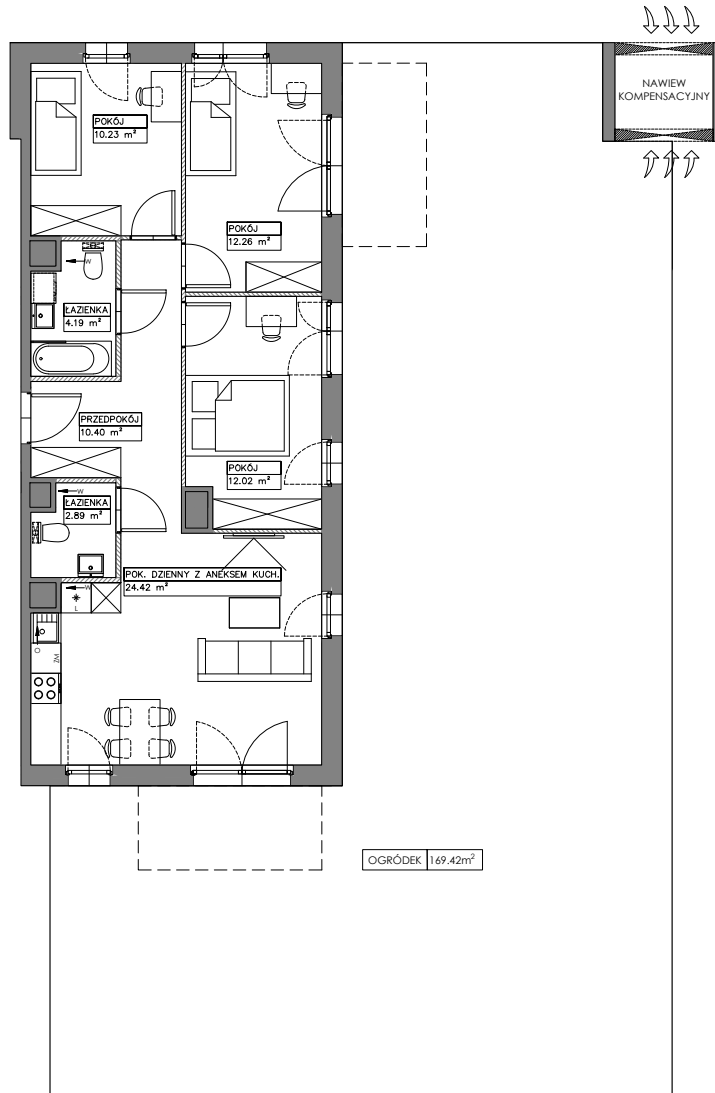 NAWIEW
KOMPENSACYJNY
POKÓJ
10.23 m²
POKÓJ
12.26 m²
W
ŁAZIENKA
4.19 m²
PRZEDPOKÓJ
10.40 m²
POKÓJ
12.02 m²
W
ŁAZIENKA
2.89 m²
POK. DZIENNY Z ANEKSEM KUCH.
24.42 m²
W
L
O
ZM
OGRÓDEK 169.42m²